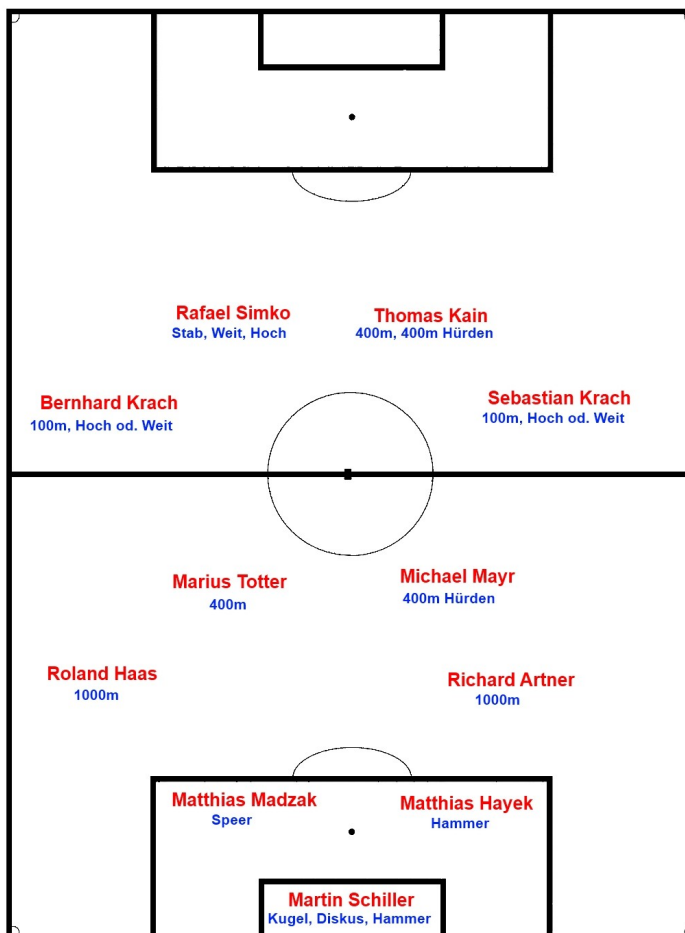 Rafael Simko
Stab, Weit, Hoch
Thomas Kain
400m, 400m Hürden
Bernhard Krach
100m, Hoch od. Weit
Sebastian Krach
100m, Hoch od. Weit
Marius Totter
400m
Michael Mayr
400m Hürden
Roland Haas
1000m
Richard Artner
1000m
Matthias Madzak
Speer
Matthias Hayek
Hammer
Martin Schiller
Kugel, Diskus, Hammer